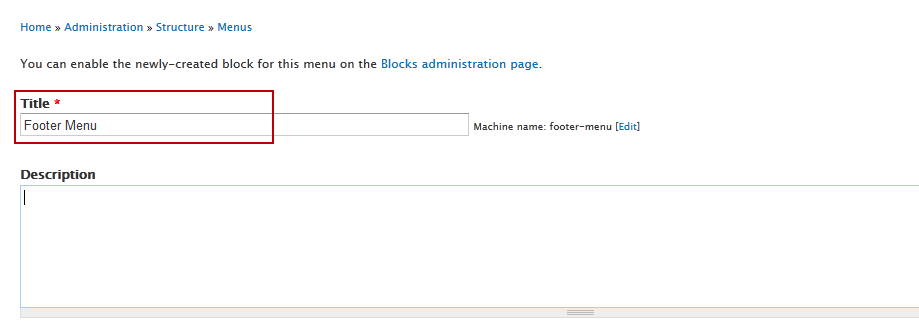 Home » Administration » Structure » Menus
You can enable the newly-created block for this menu on the Blocks administration page.
Title *
Footer Menu
Machine name: footer-menu [Edit]
Description